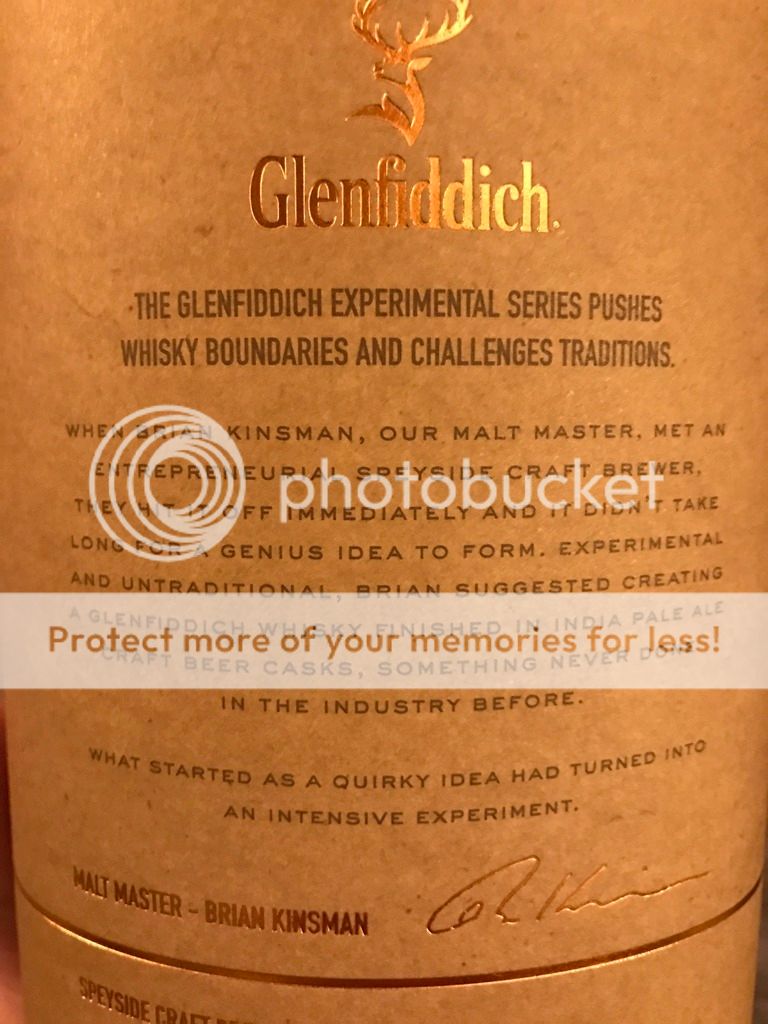 Glenfiddich.
THE GLENFIDDICH EXPERIMENTAL SERIES PUSHES
WHISKY BOUNDARIES AND CHALLENGES TRADITIONS.
WHEN BRIAN KINSMAN, OUR MALT MASTER, MET AN
ENTREPRENEURIAL SPEYSIDE CRAFT BREWER,
THEY HIT IT OFF IMMEDIATELY AND IT DIDN'T TAKE
photobucket
LONG FOR A GENIUS IDEA TO FORM. EXPERIMENTAL
AND UNTRADITIONAL, BRIAN SUGGESTED CREATING
A GLENFIDDICH WHISKY FINISHED IN INDIA PALE ALE
Protect more of your memories for less!
CRAFT BEER CASKS, SOMETHING NEVER DONE
IN THE INDUSTRY BEFORE.
WHAT STARTED AS A QUIRKY IDEA HAD TURNED INTO
AN INTENSIVE EXPERIMENT.
MALT MASTER - BRIAN KINSMAN
SPEYSIDE CRAFT